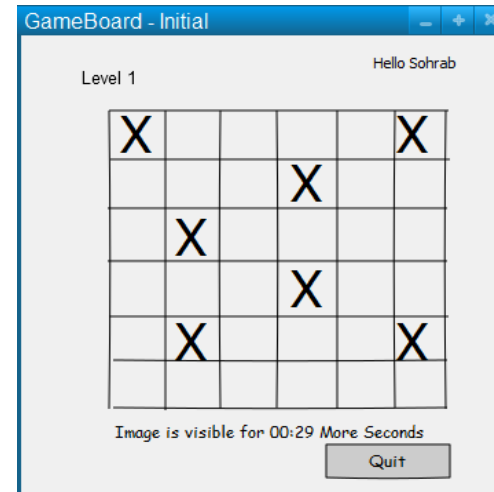 GameBoard - Initial
Hello Sohrab
Level 1
X X
X
X
X
X X
Image is visible for 00:29 More Seconds
Quit